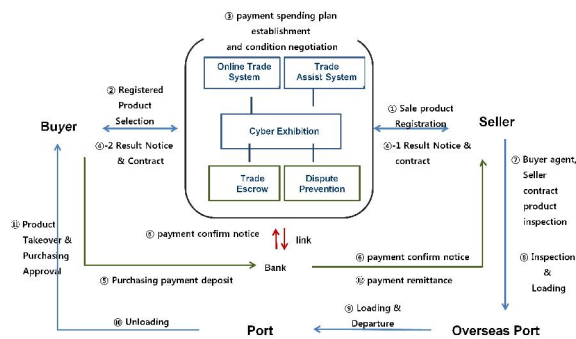 ③ payment spending plan
establishment
and condition negotiation
Online Trade
System
Trade
Assist System
② Registered
Product
Selection
① Sale product
Registration
Buyer
Cyber Exhibition
Seller
④-2 Result Notice
& Contract
④-1 Result Notice &
contract
⑦ Buyer agent,
Seller
contract
product
inspection
Trade
Escrow
Dispute
Prevention
⑪ Product
Takeover &
Purchasing
Approval
⑥ payment confirm notice
link
⑥ payment confirm notice
⑧ Inspection
&
Loading
Bank
⑤ Purchasing payment deposit
⑫ payment remittance
⑨ Loading &
Departure
⑩ Unloading
Port
Overseas Port